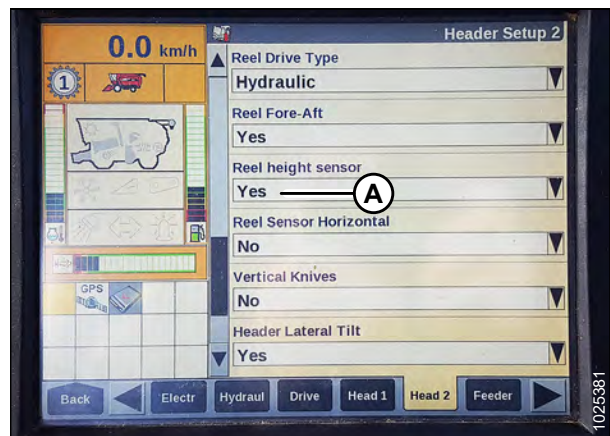 0.0 km/h
Header Setup 2
1
Reel Drive Type
Hydraulic
Reel Fore-Aft
Yes
Reel height sensor
Yes
A
Reel Sensor Horizontal
No
Vertical Knives
No
GPS
Header Lateral Tilt
Yes
Back
Electr
Hydraul
Drive
Head 1
Head 2
Feeder
1025381